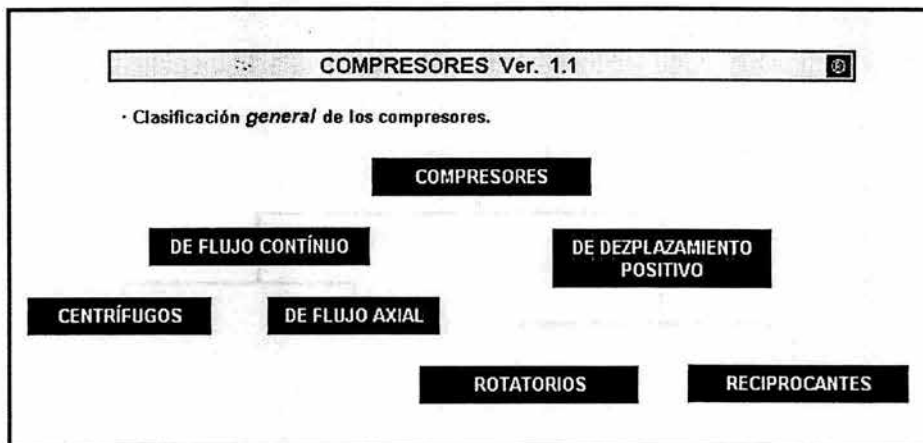 COMPRESORES Ver. 1.1
· Clasificación general de los compresores.
COMPRESORES
DE FLUJO CONTÍNUO
DE DEZPLAZAMIENTO
POSITIVO
CENTRÍFUGOS
DE FLUJO AXIAL
ROTATORIOS
RECIPROCANTES